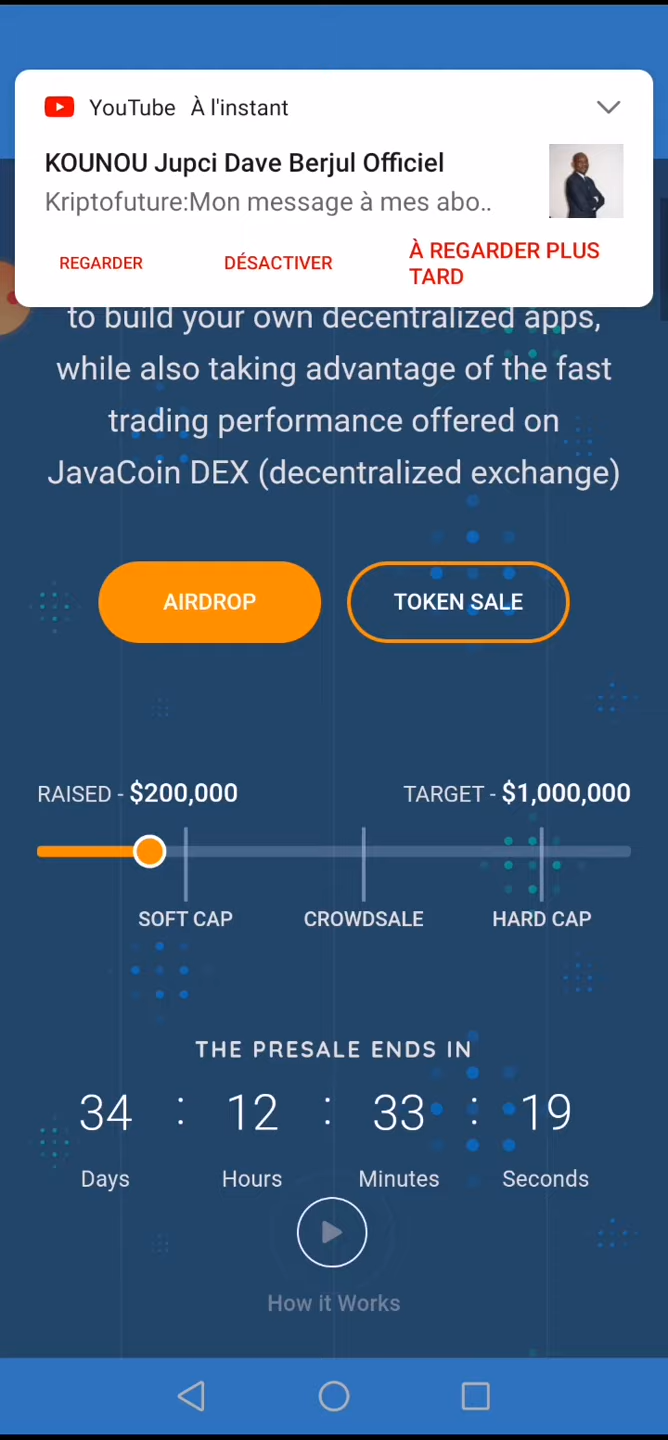 YouTube À l'instant
KOUNOU Jupci Dave Berjul Officiel
Kriptofuture:Mon message à mes abo..
REGARDER DÉSACTIVER À REGARDER PLUS TARD
to build your own decentralized apps,
while also taking advantage of the fast
trading performance offered on
JavaCoin DEX (decentralized exchange)
AIRDROP TOKEN SALE
RAISED - $200,000 TARGET - $1,000,000
SOFT CAP CROWDSALE HARD CAP
THE PRESALE ENDS IN
34 : 12 : 33 : 19
Days Hours Minutes Seconds
How it Works